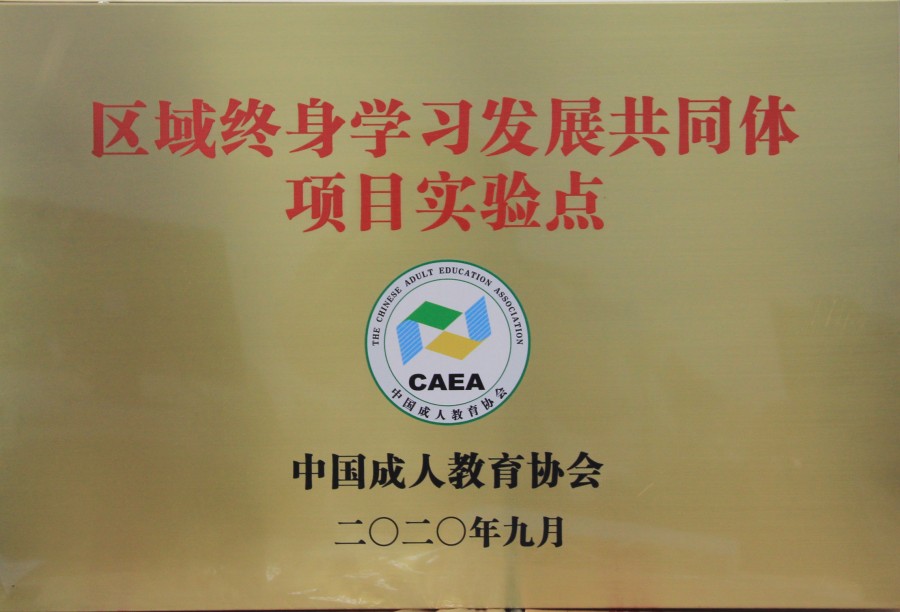 区域终身学习发展共同体
项目实验点
THE CHINESE ADULT EDUCATION ASSOCIATION
CAEA
中国成人教育协会
中国成人教育协会
二〇二〇年九月